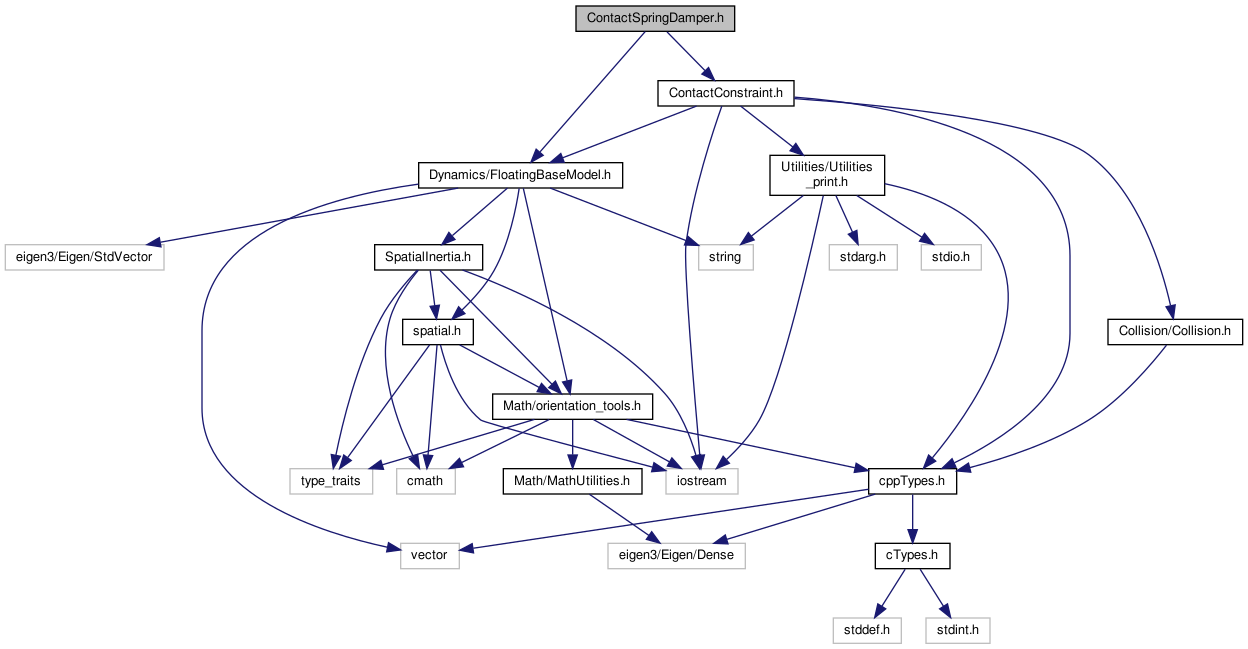 ContactSpringDamper.h
ContactConstraint.h
Dynamics/FloatingBaseModel.h
Utilities/Utilities
_print.h
eigen3/Eigen/StdVector
SpatialInertia.h
string
stdarg.h
stdio.h
spatial.h
Collision/Collision.h
Math/orientation_tools.h
type_traits
cmath
Math/MathUtilities.h
iostream
cppTypes.h
vector
eigen3/Eigen/Dense
cTypes.h
stddef.h
stdint.h